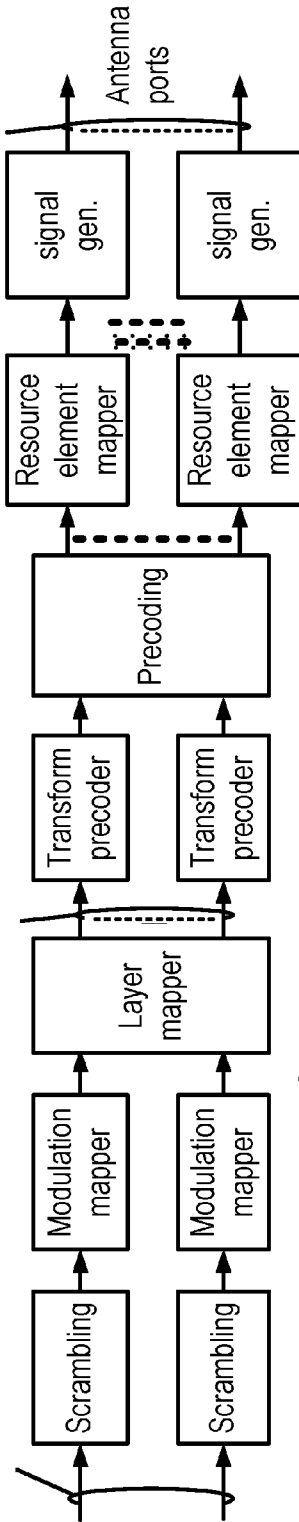 Scrambling
Modulation
mapper
Layer
mapper
Transform
precoder
Precoding
Resource
element
mapper
signal
gen.
Antenna
ports
Scrambling
Modulation
mapper
Transform
precoder
Resource
element
mapper
signal
gen.